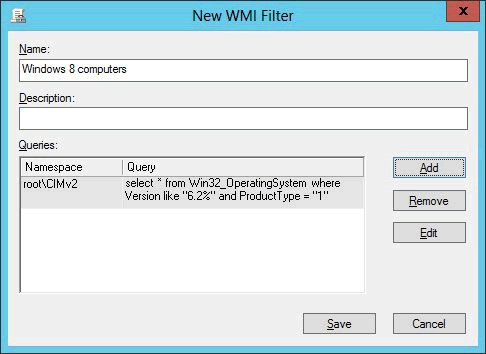 New WMI Filter
x
Name:
Windows 8 computers
Description:
Queries:
Namespace Query
root\CIMv2 select * from Win32_OperatingSystem where
Version like "6.2%" and ProductType = "1"
Add
Remove
Edit
Save Cancel